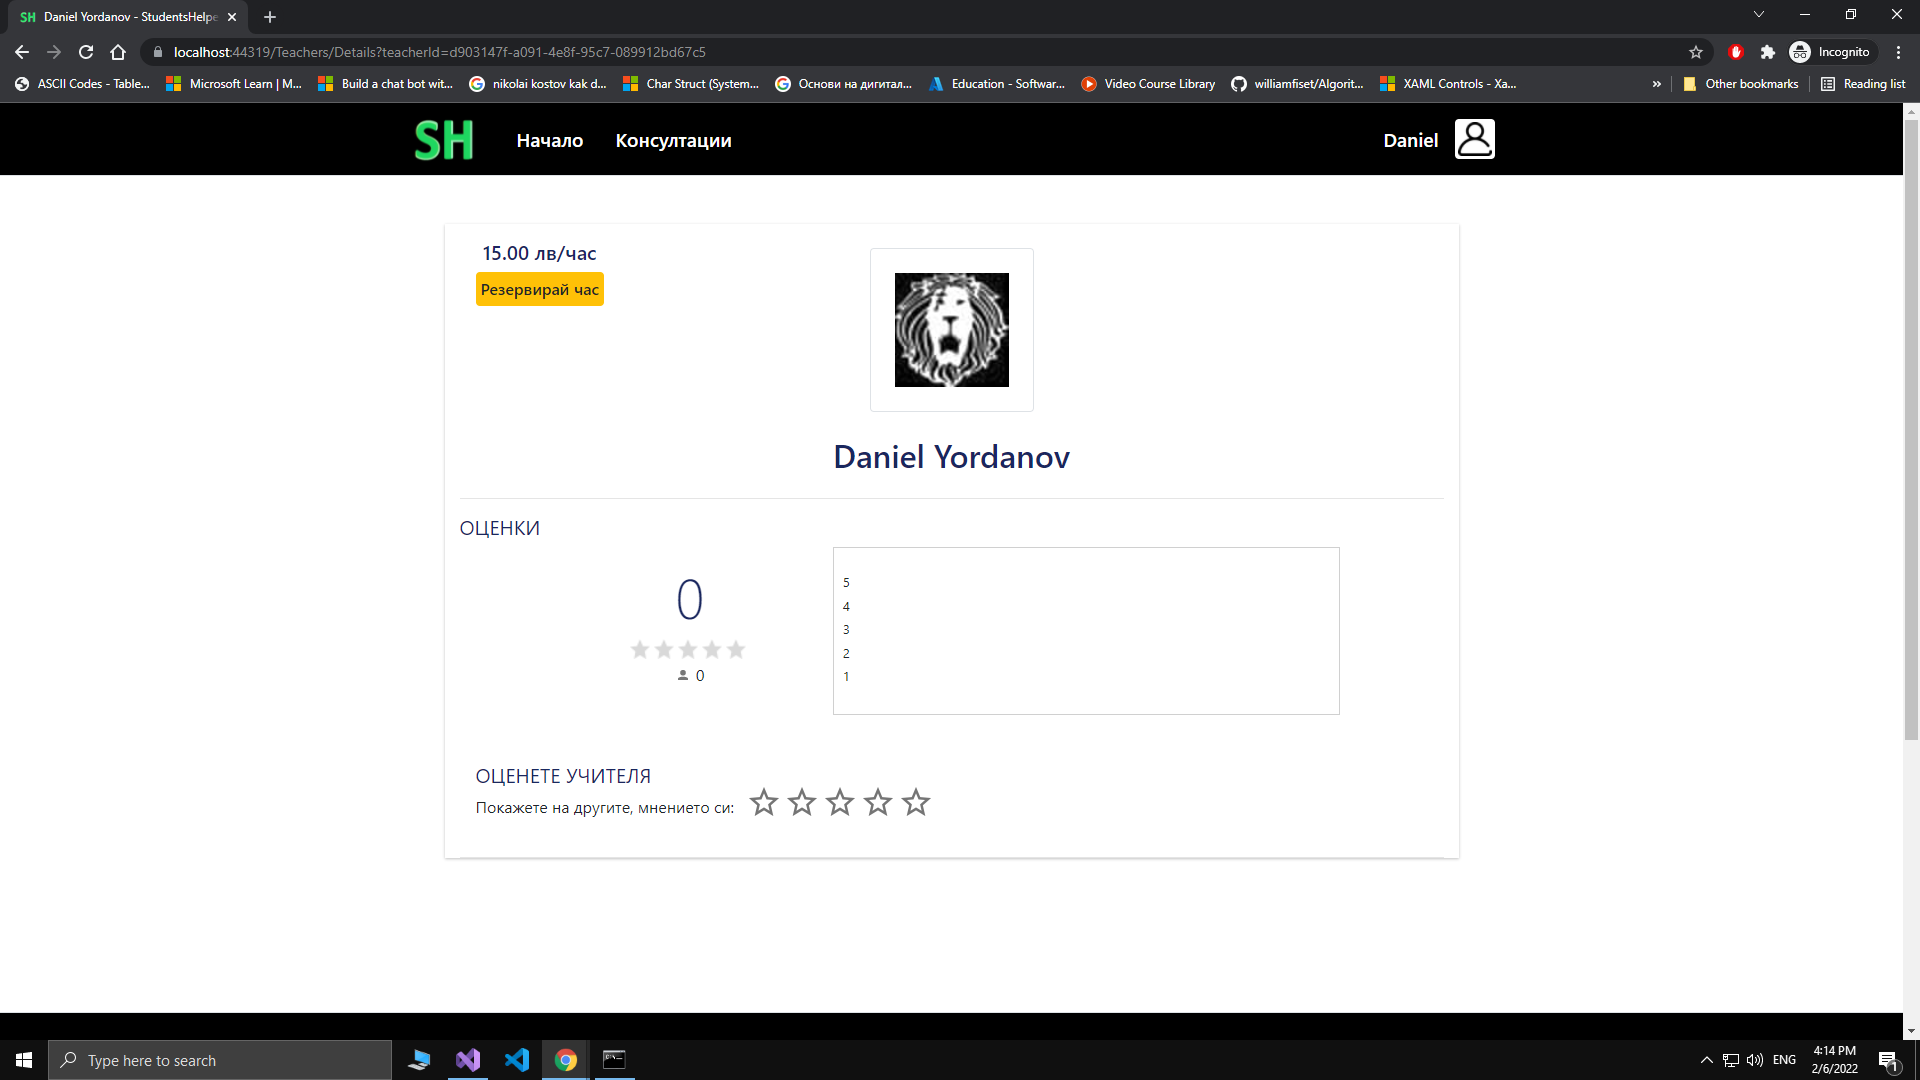 SH Daniel Yordanov - StudentsHelpe
localhost:44319/Teachers/Details?teacherId=d903147f-a091-4e8f-95c7-089912bd67c5
Incognito
ASCII Codes - Table... Microsoft Learn | M... Build a chat bot wit... nikolai kostov kak d... Char Struct (System... Основи на дигитал... Education - Softwar... Video Course Library williamfiset/Algorit... XAML Controls - Xa... » Other bookmarks Reading list
SH Начало Консултации Daniel
15.00 лв/час
Резервирай час
Daniel Yordanov
ОЦЕНКИ
0
0
5
4
3
2
1
ОЦЕНЕТЕ УЧИТЕЛЯ
Покажете на другите, мнението си:
Type here to search
ENG
4:14 PM
2/6/2022
1